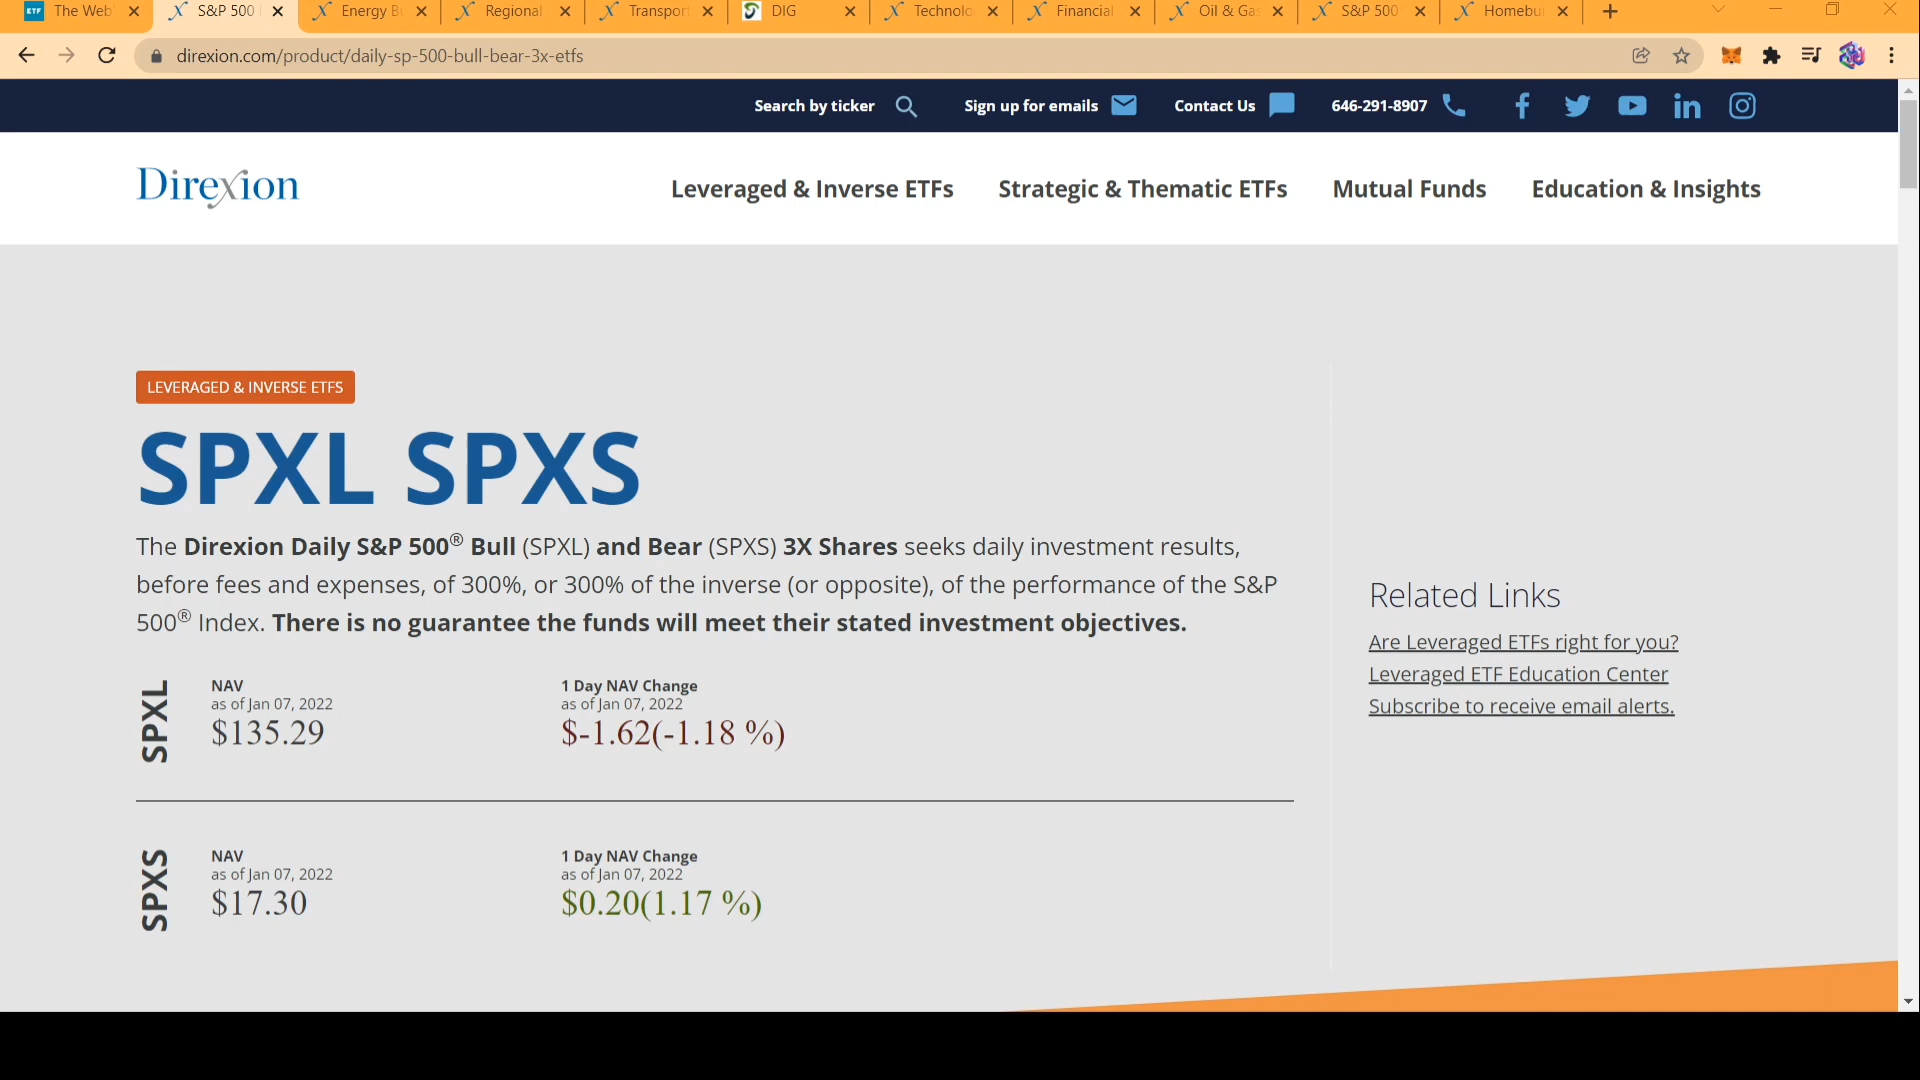 ETF The Web S&P 500 Energy B Regional Transport DIG Technolo Financial Oil & Gas S&P 500 Homebui
direxion.com/product/daily-sp-500-bull-bear-3x-etfs
Search by ticker Sign up for emails Contact Us 646-291-8907
Direxion Leveraged & Inverse ETFs Strategic & Thematic ETFs Mutual Funds Education & Insights
LEVERAGED & INVERSE ETFS
SPXL SPXS
The Direxion Daily S&P 500® Bull (SPXL) and Bear (SPXS) 3X Shares seeks daily investment results,
before fees and expenses, of 300%, or 300% of the inverse (or opposite), of the performance of the S&P
500® Index. There is no guarantee the funds will meet their stated investment objectives.
Related Links
Are Leveraged ETFs right for you?
Leveraged ETF Education Center
Subscribe to receive email alerts.
SPXL
NAV
as of Jan 07, 2022
$135.29
1 Day NAV Change
as of Jan 07, 2022
$-1.62(-1.18 %)
SPXS
NAV
as of Jan 07, 2022
$17.30
1 Day NAV Change
as of Jan 07, 2022
$0.20(1.17 %)